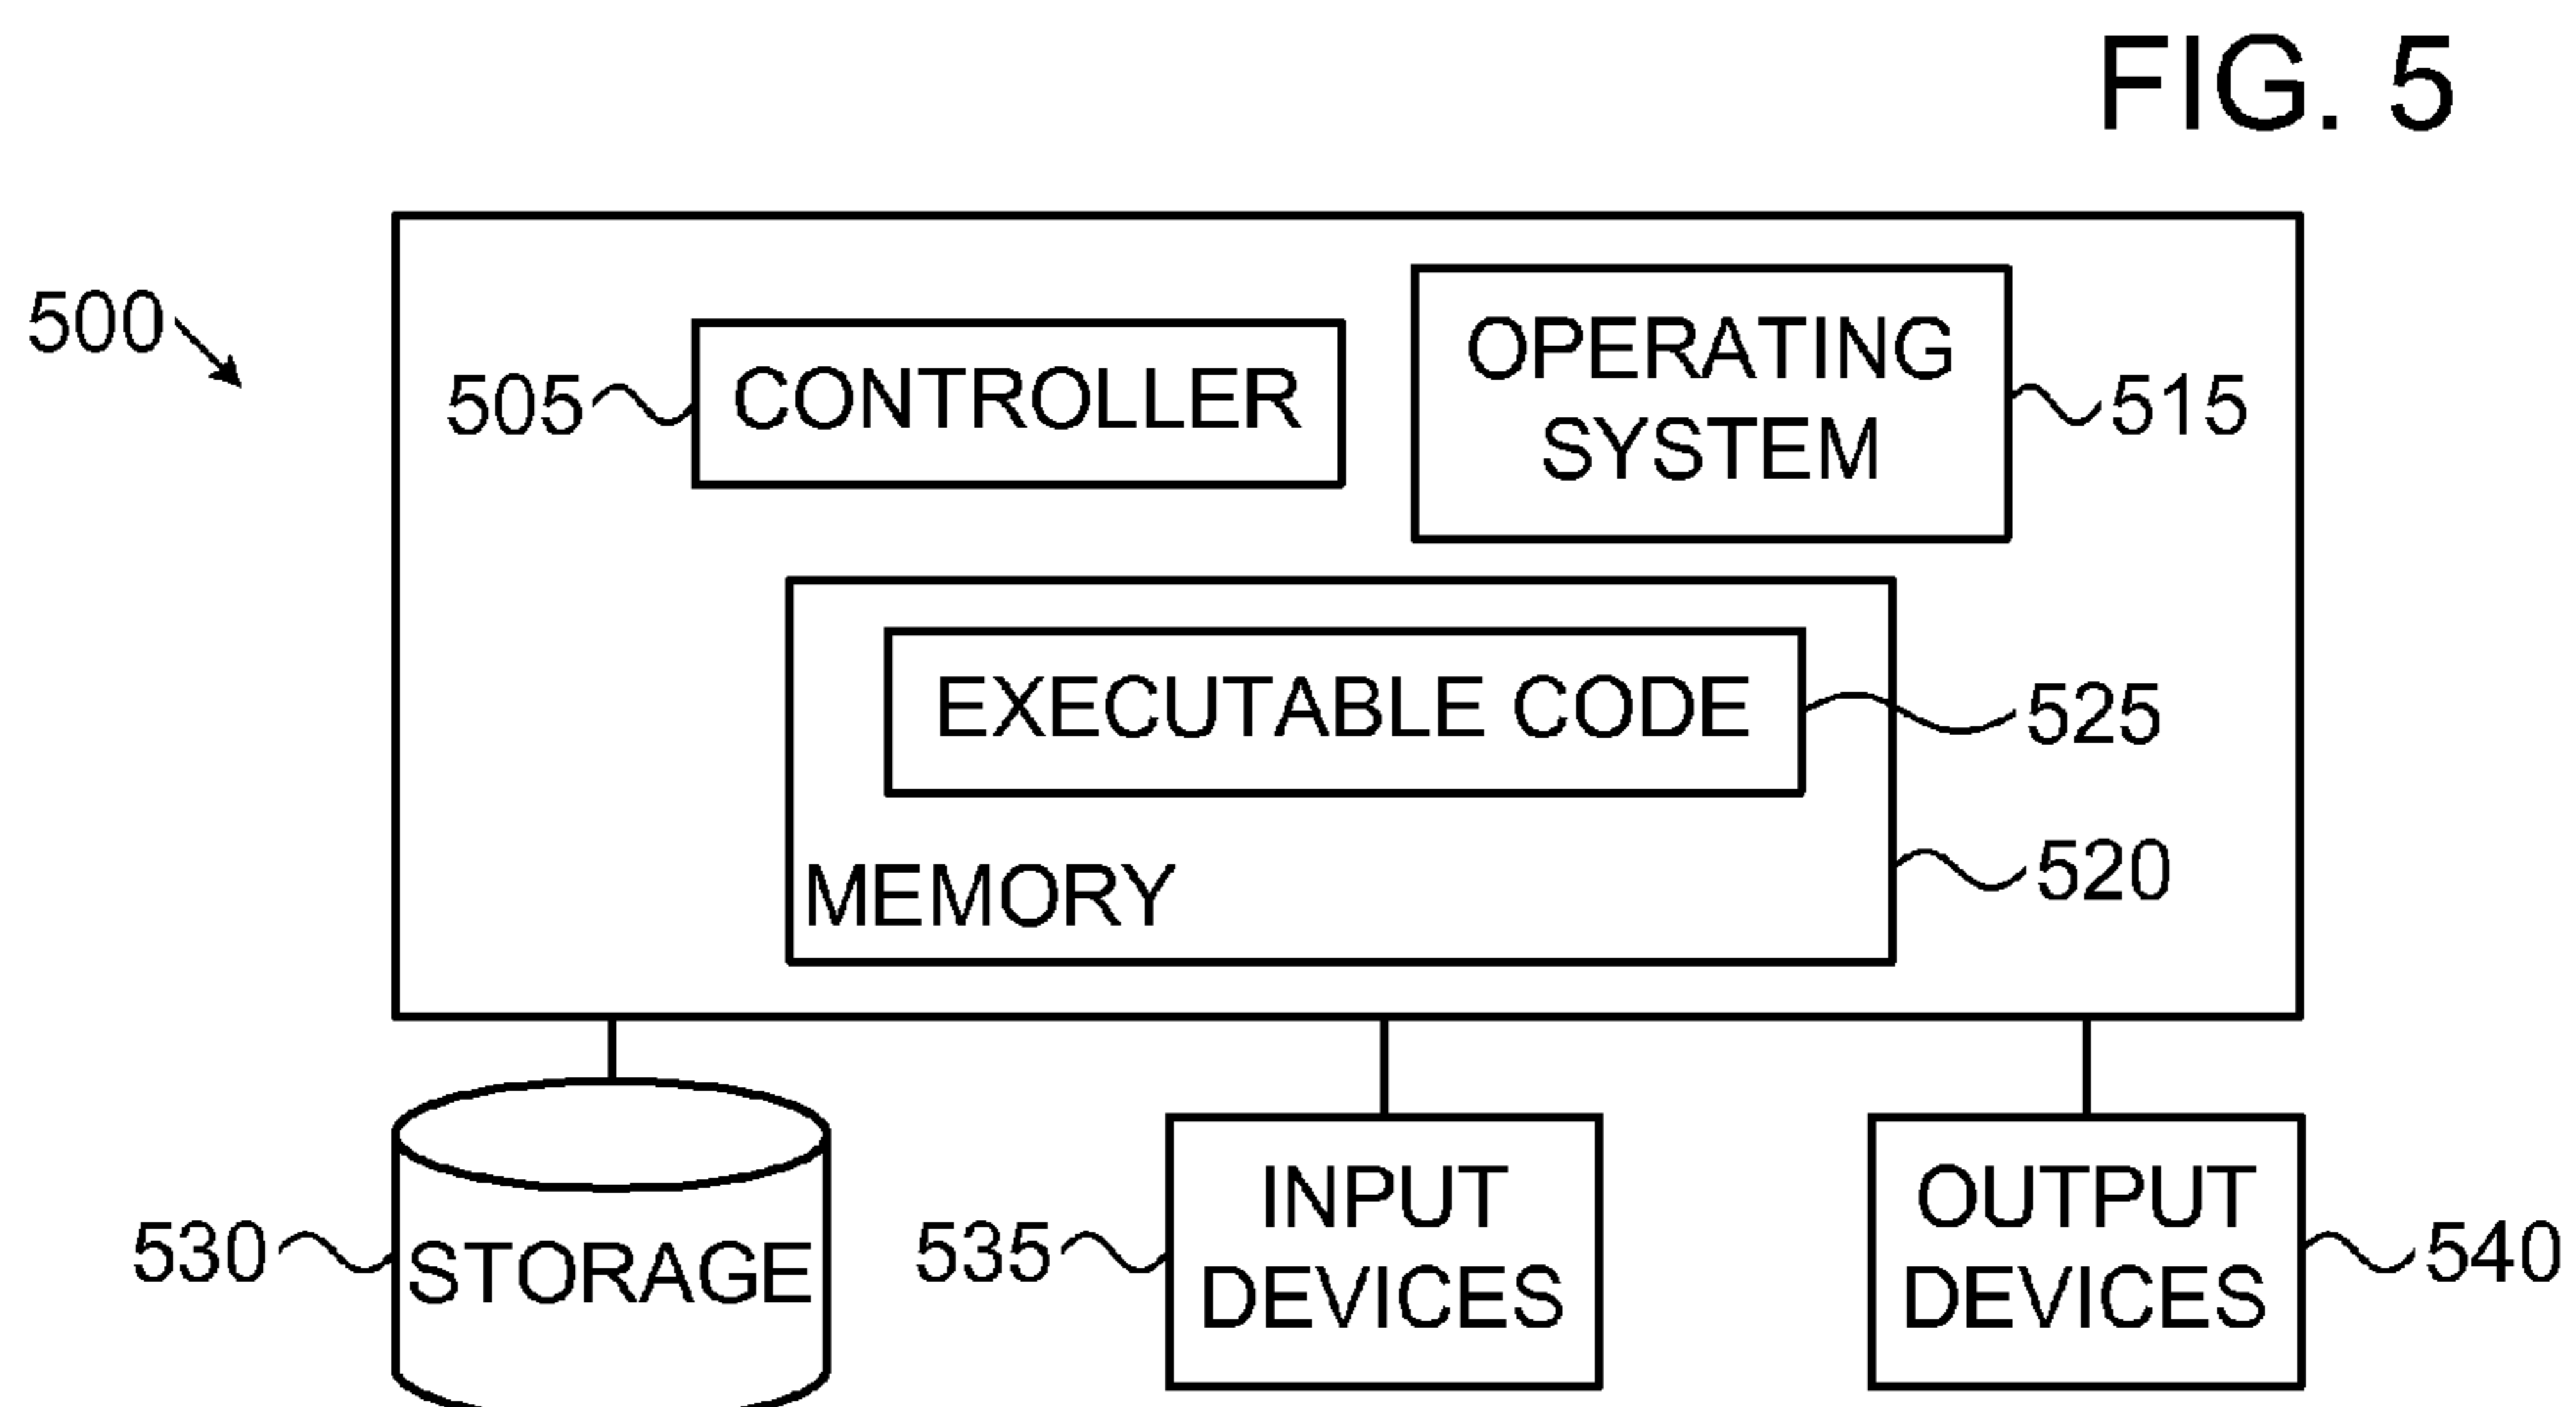 FIG. 5
500
505
CONTROLLER
OPERATING
SYSTEM
515
EXECUTABLE CODE
525
MEMORY
520
530
STORAGE
535
INPUT
DEVICES
OUTPUT
DEVICES
540